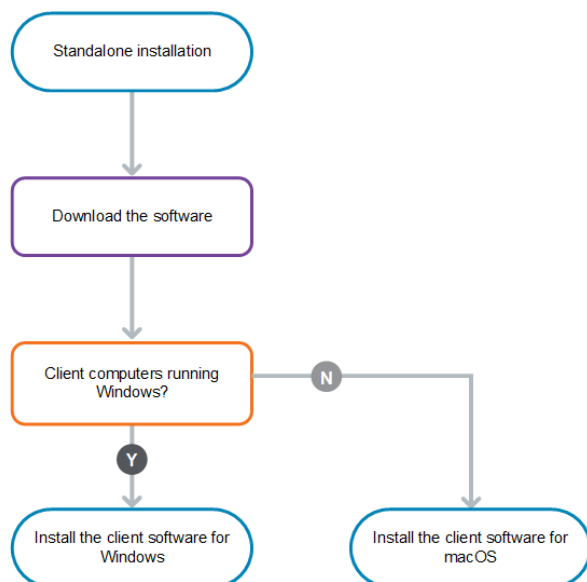 Standalone installation
Download the software
Client computers running
Windows?
N
Y
Install the client software for
Windows
Install the client software for
macOS